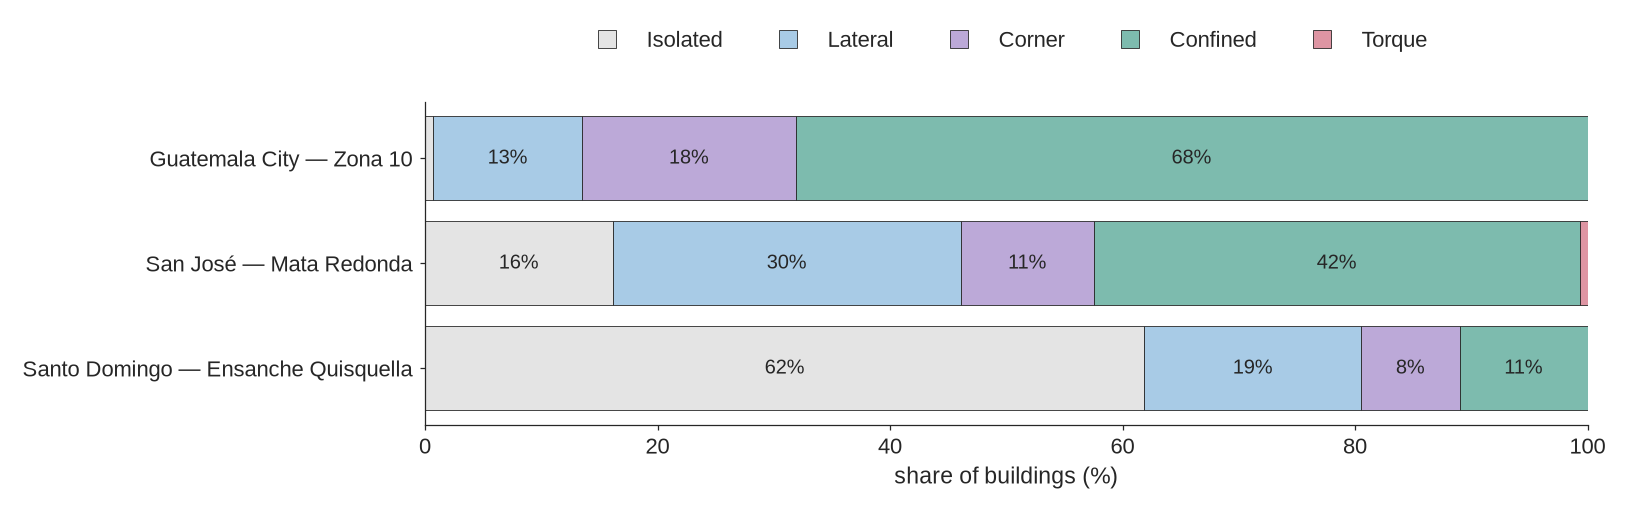 Isolated Lateral Corner Confined Torque
Guatemala City — Zona 10 13% 18% 68%
San José — Mata Redonda 16% 30% 11% 42%
Santo Domingo — Ensanche Quisquella 62% 19% 8% 11%
0 20 40 60 80 100
share of buildings (%)